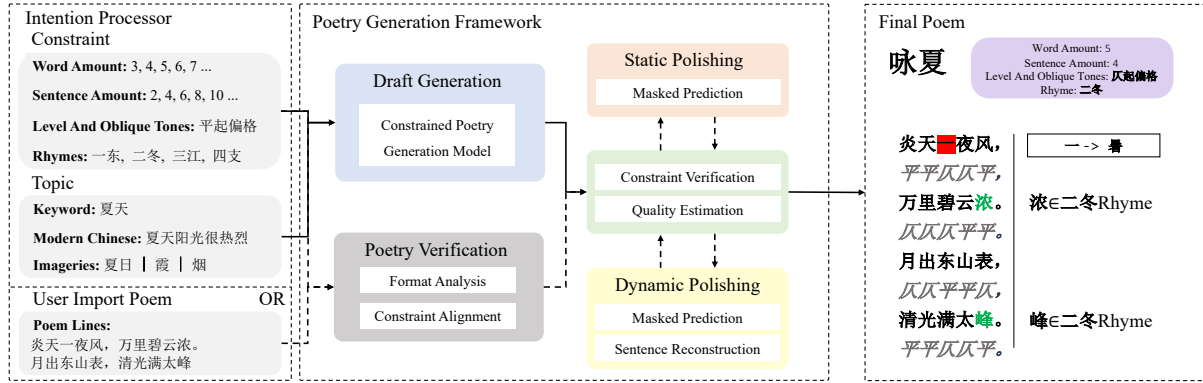 Intention Processor
Constraint
Word Amount: 3, 4, 5, 6, 7 ...
Sentence Amount: 2, 4, 6, 8, 10 ...
Level And Oblique Tones: 平起偏格
Rhymes: 一东, 二冬, 三江, 四支
Topic
Keyword: 夏天
Modern Chinese: 夏天阳光很热烈
Imageries: 夏日 | 霞 | 烟
User Import Poem
OR
Poem Lines:
炎天一夜风，万里碧云浓。
月出东山表，清光满太峰
Poetry Generation Framework
Draft Generation
Constrained Poetry
Generation Model
Poetry Verification
Format Analysis
Constraint Alignment
Static Polishing
Masked Prediction
Constraint Verification
Quality Estimation
Dynamic Polishing
Masked Prediction
Sentence Reconstruction
Final Poem
咏夏
Word Amount: 5
Sentence Amount: 4
Level And Oblique Tones: 仄起偏格
Rhyme: 二冬
炎天一夜风，
一 -> 暑
平平仄仄平，
万里碧云浓。
浓∈二冬Rhyme
仄仄仄平平。
月出东山表，
仄仄平平仄，
清光满太峰。
峰∈二冬Rhyme
平平仄仄平。